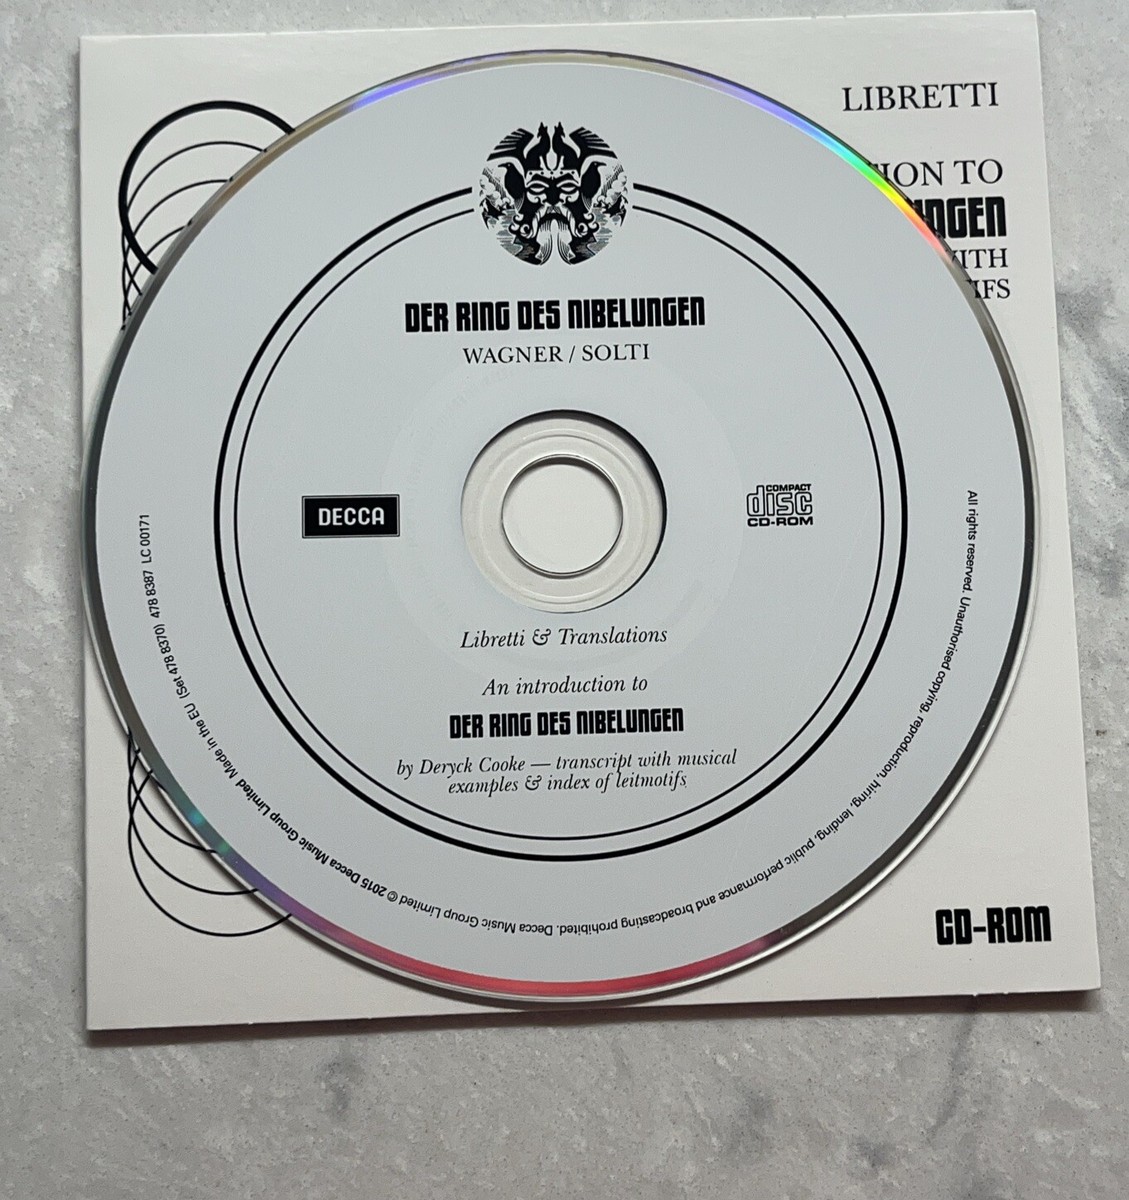 LIBRETTI
ION TO
NGEN
ITH
IFS
DER RING DES NIBELUNGEN
WAGNER / SOLTI
DECCA
COMPACT
disc
CD-ROM
Libretti & Translations
An introduction to
DER RING DES NIBELUNGEN
by Deryck Cooke — transcript with musical
examples & index of leitmotifs
All rights reserved. Unauthorised copying, reproduction, hiring, lending, public performance and broadcasting prohibited. Decca Music Group Limited © 2015 Decca Music Group Limited Made in the EU (Set 478 8370) 478 8387 LC 00171
CD-ROM